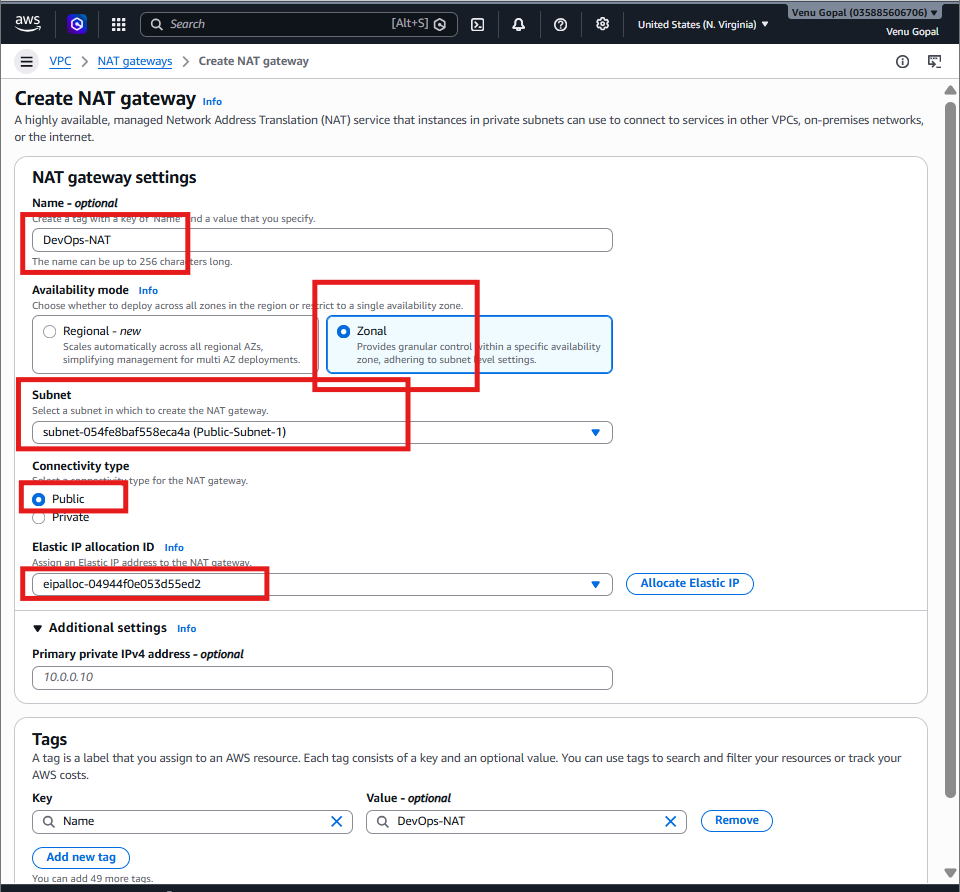 aws
Search
[Alt+S]
United States (N. Virginia)
Venu Gopal (035885606706)
Venu Gopal
VPC > NAT gateways > Create NAT gateway
Create NAT gateway Info
A highly available, managed Network Address Translation (NAT) service that instances in private subnets can use to connect to services in other VPCs, on-premises networks,
or the internet.
NAT gateway settings
Name - optional
Create a tag with a key of 'Name' and a value that you specify.
DevOps-NAT
The name can be up to 256 characters long.
Availability mode Info
Choose whether to deploy across all zones in the region or restrict to a single availability zone.
Regional - new
Scales automatically across all regional AZs,
simplifying management for multi AZ deployments.
Zonal
Provides granular control within a specific availability
zone, adhering to subnet level settings.
Subnet
Select a subnet in which to create the NAT gateway.
subnet-054fe8baf558eca4a (Public-Subnet-1)
Connectivity type
Select a connectivity type for the NAT gateway.
Public
Private
Elastic IP allocation ID Info
Assign an Elastic IP address to the NAT gateway.
eipalloc-04944f0e053d55ed2
Allocate Elastic IP
Additional settings Info
Primary private IPv4 address - optional
10.0.0.10
Tags
A tag is a label that you assign to an AWS resource. Each tag consists of a key and an optional value. You can use tags to search and filter your resources or track your
AWS costs.
Key
Value - optional
Name
DevOps-NAT
Remove
Add new tag
You can add 49 more tags.